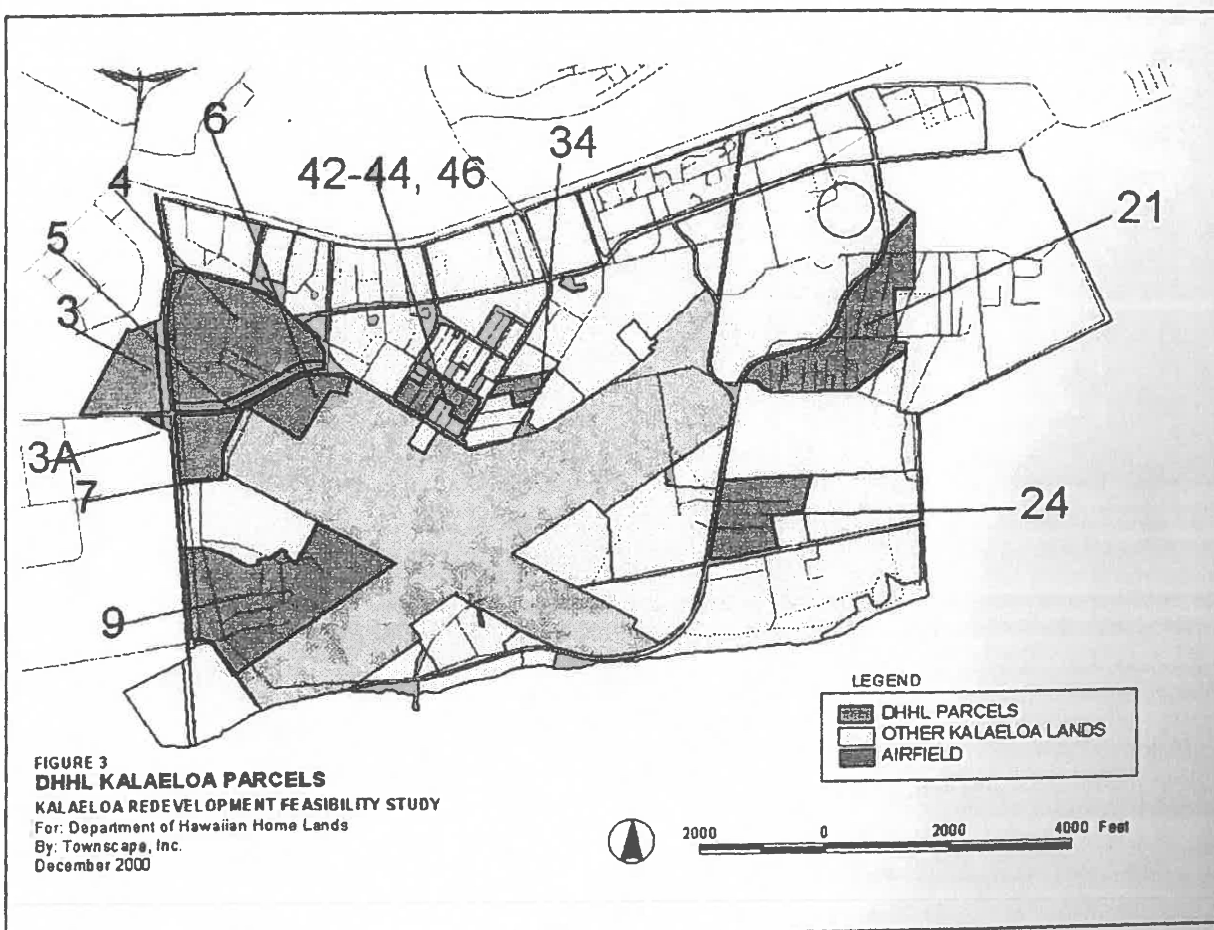 6
42-44, 46
34
4
21
5
3
3A
7
24
9
LEGEND
DHHL PARCELS
OTHER KALAELOA LANDS
AIRFIELD
FIGURE 3
DHHL KALAELOA PARCELS
KALAELOA REDEVELOPMENT FEASIBILITY STUDY
For: Department of Hawaiian Home Lands
By: Townscape, Inc.
December 2000
2000 0 2000 4000 Feet